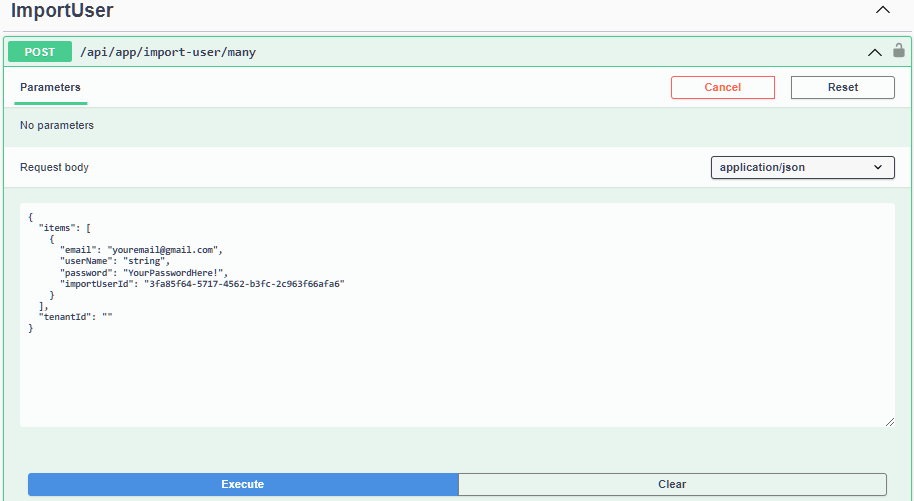 ImportUser
POST /api/app/import-user/many
Parameters Cancel Reset
No parameters
Request body application/json
{
  "items": [
    {
      "email": "youremail@gmail.com",
      "userName": "string",
      "password": "YourPasswordHere!",
      "importUserId": "3fa85f64-5717-4562-b3fc-2c963f66afa6"
    }
  ],
  "tenantId": ""
}
Execute Clear